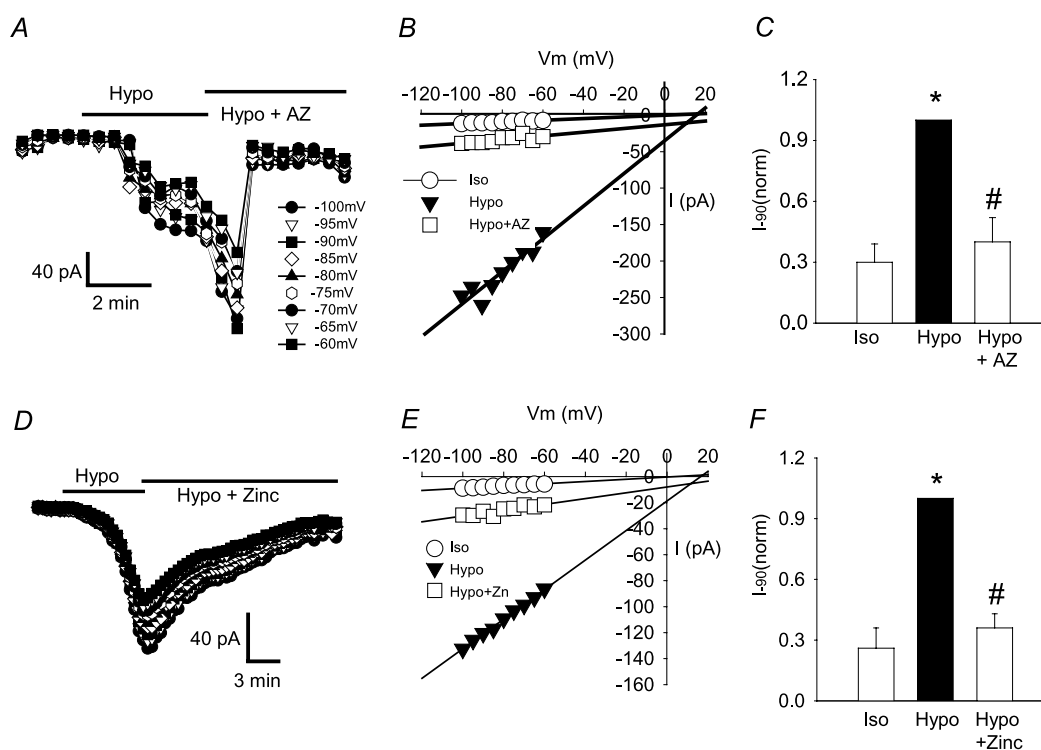 A
Hypo
Hypo + AZ
-100mV
-95mV
-90mV
-85mV
-80mV
-75mV
-70mV
-65mV
-60mV
40 pA
2 min
B
Vm (mV)
-120 -100 -80 -60 -40 -20 0 20
0
-50
-100
-150
-200
-250
-300
I (pA)
Iso
Hypo
Hypo+AZ
C
I-90(norm)
1.2
0.9
0.6
0.3
0.0
*
#
Iso Hypo Hypo
+ AZ
D
Hypo
Hypo + Zinc
40 pA
3 min
E
Vm (mV)
-120 -100 -80 -60 -40 -20 0 20
0
-20
-40
-60
-80
-100
-120
-140
-160
I (pA)
Iso
Hypo
Hypo+Zn
F
I-90(norm)
1.2
0.9
0.6
0.3
0.0
*
#
Iso Hypo Hypo
+Zinc